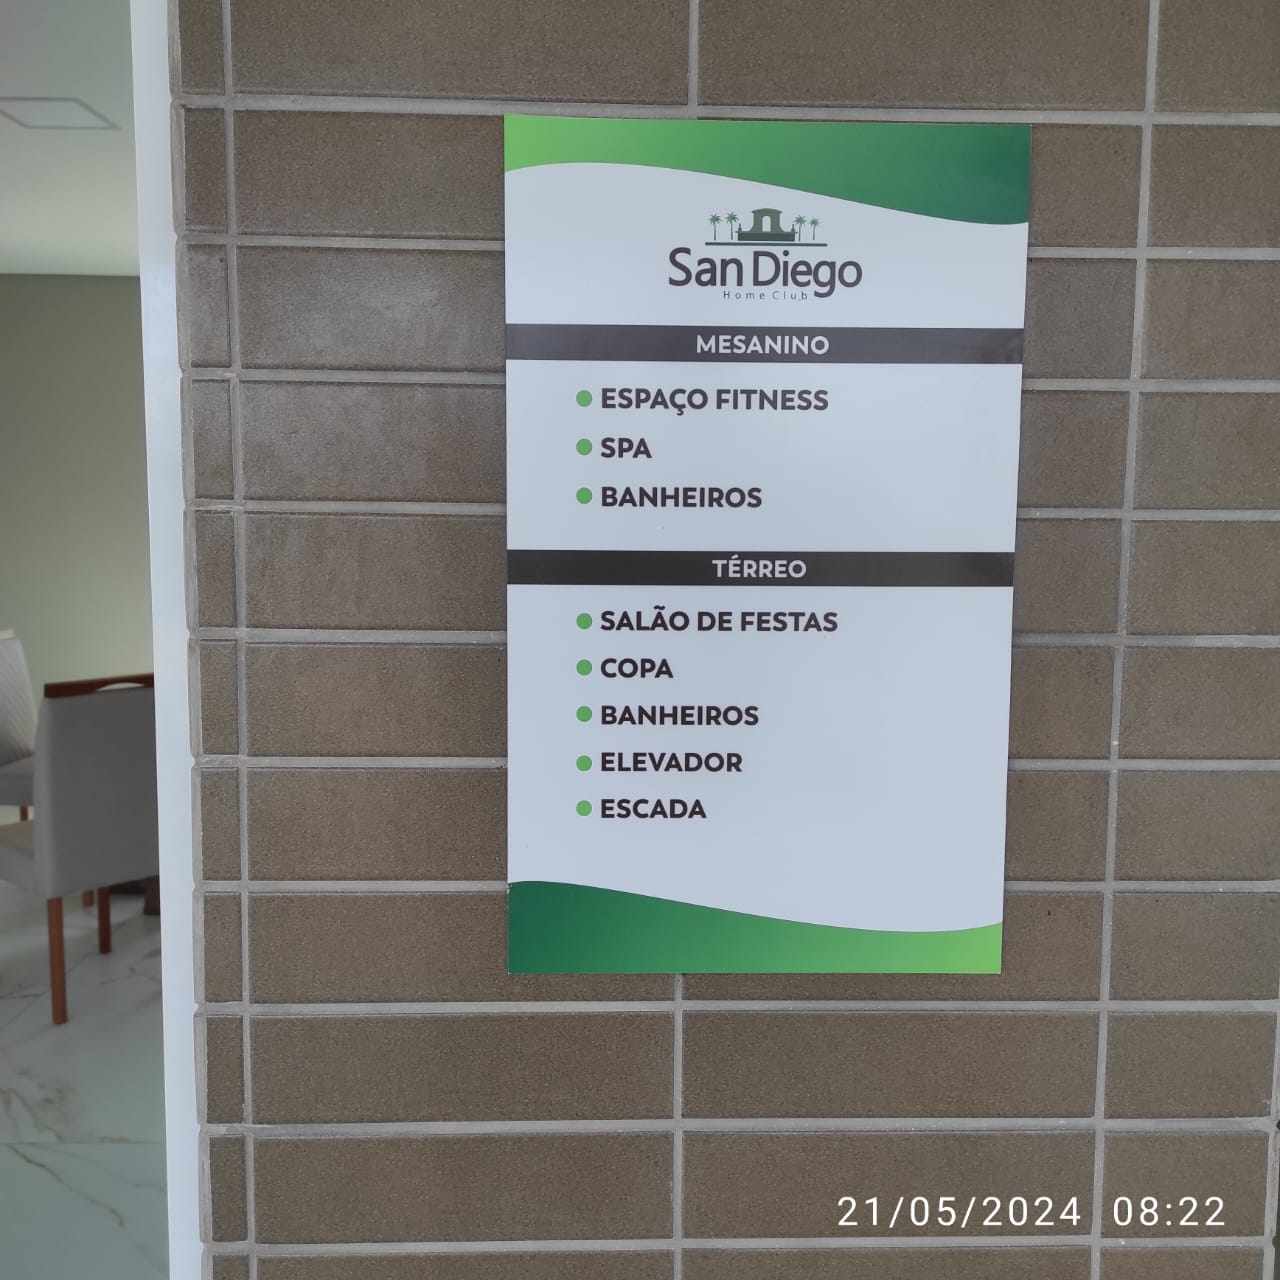 San Diego
Home Club
MESANINO
ESPAÇO FITNESS
SPA
BANHEIROS
TÉRREO
SALÃO DE FESTAS
COPA
BANHEIROS
ELEVADOR
ESCADA
21/05/2024 08:22